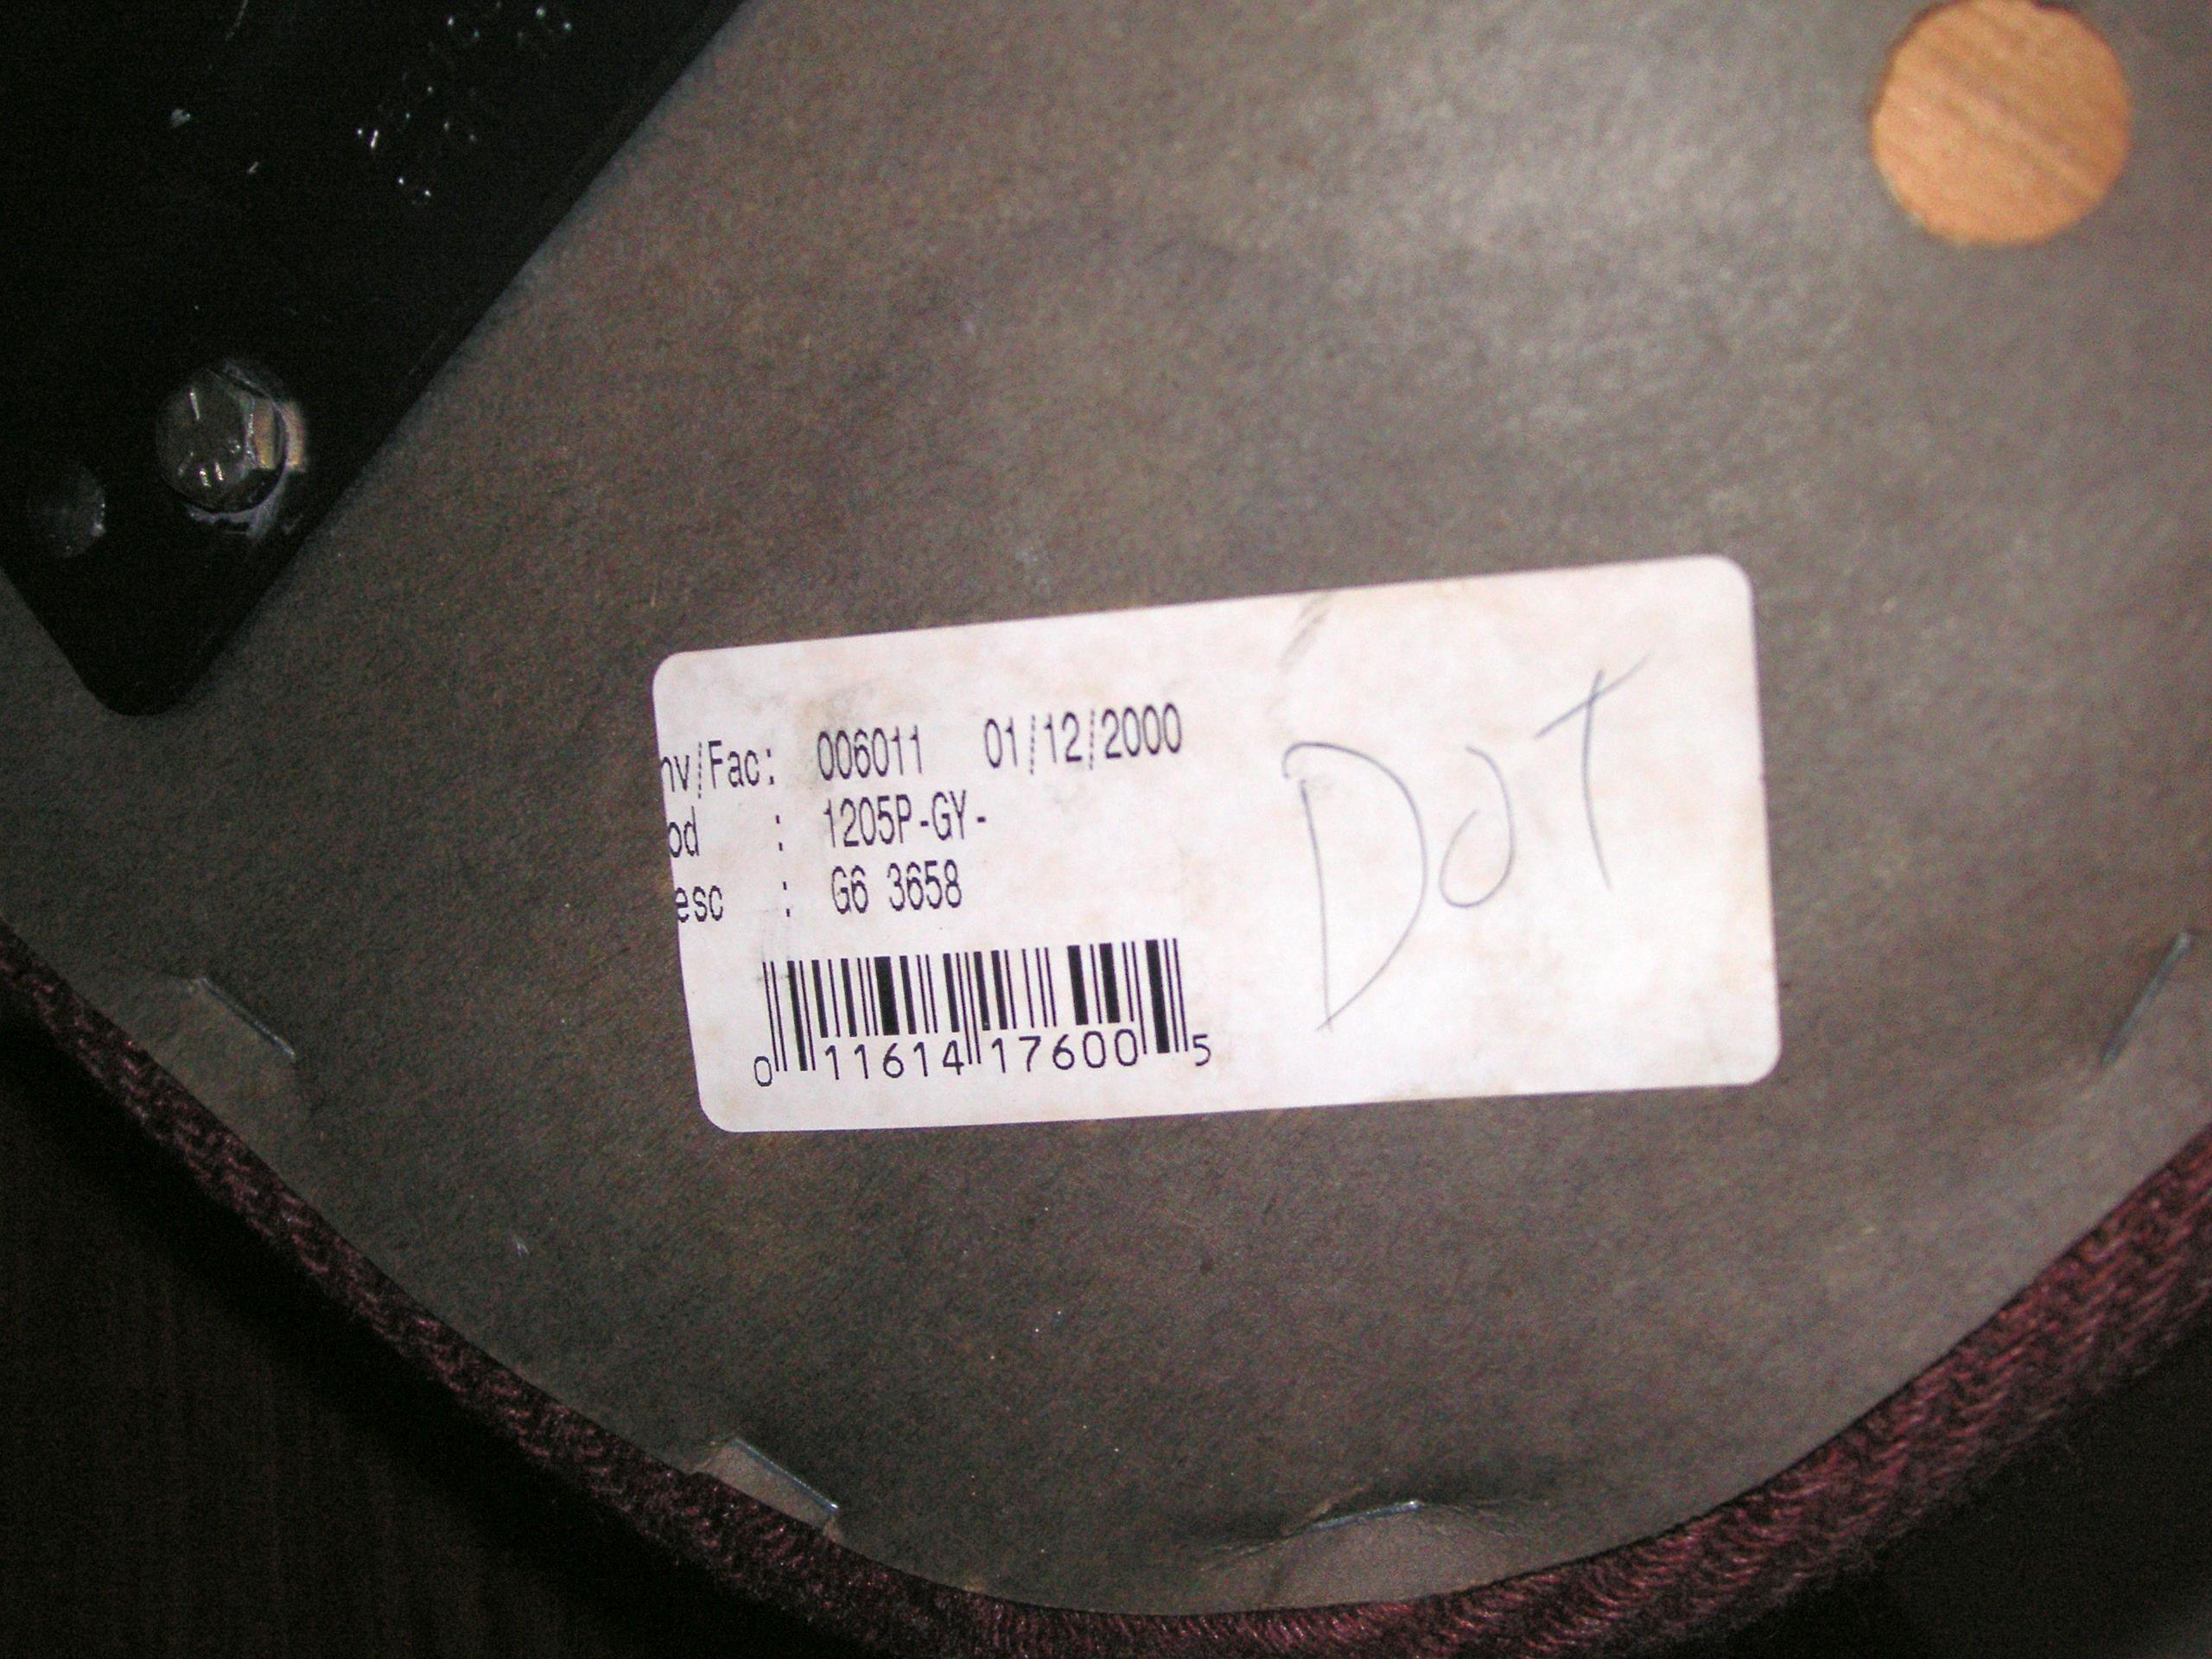 nv/Fac: 006011 01/12/2000
od : 1205P-GY-
esc : G6 3658
0 11614 17600 5
DOT